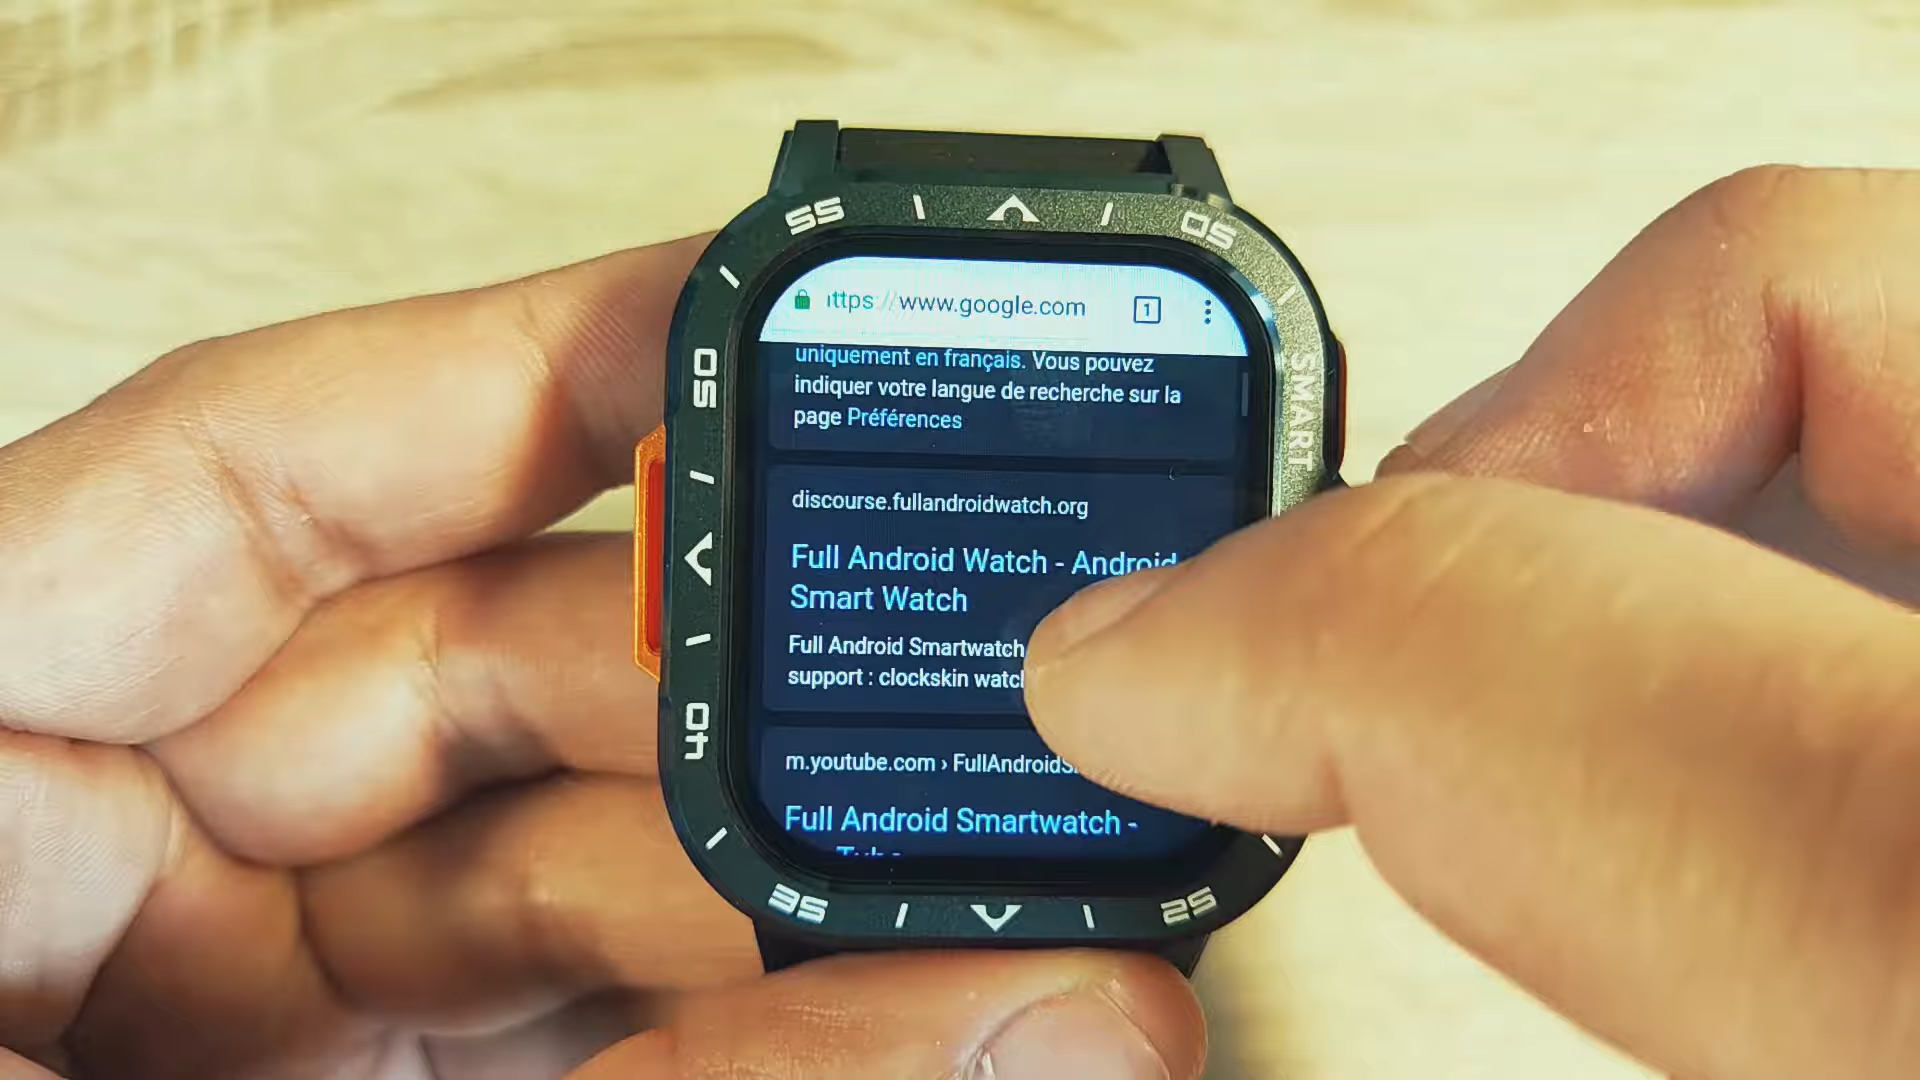 55
05
50
SMART
40
35
25
ttps://www.google.com
1
uniquement en français. Vous pouvez
indiquer votre langue de recherche sur la
page Préférences
discourse.fullandroidwatch.org
Full Android Watch - Android
Smart Watch
Full Android Smartwatch
support : clockskin
m.youtube.com › FullAndroidS
Full Android Smartwatch -